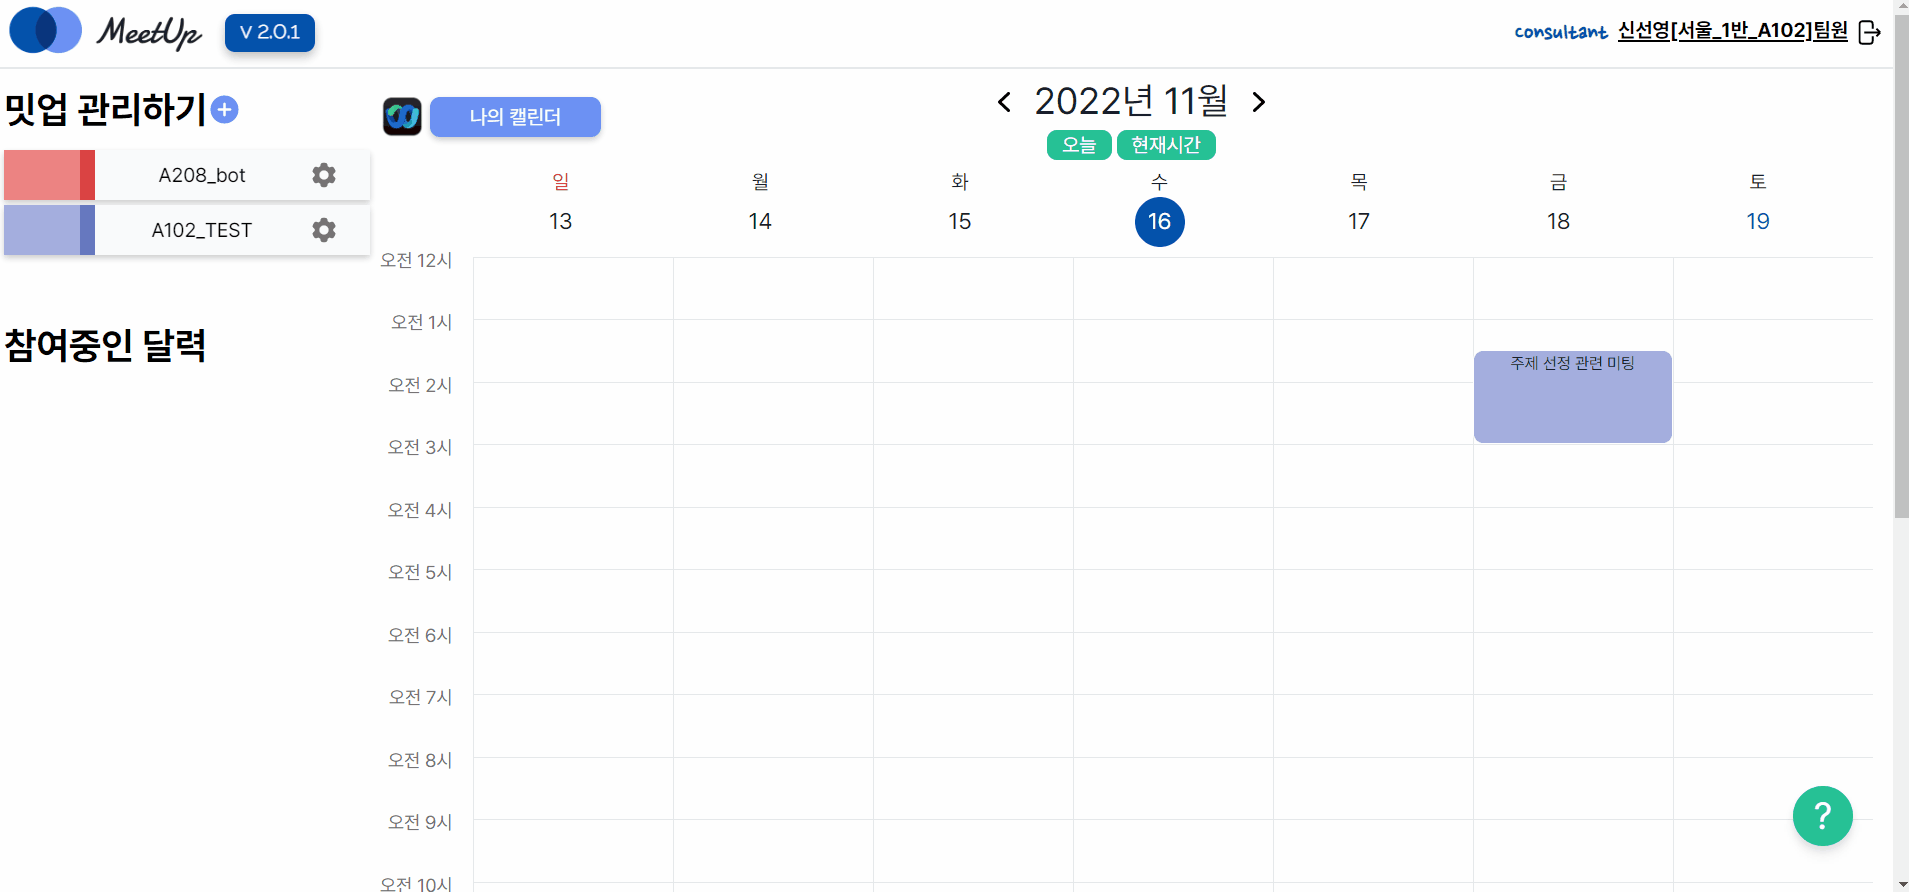 MeetUp V 2.0.1
consultant 신선영[서울_1반_A102]팀원
밋업 관리하기
A208_bot
A102_TEST
참여중인 달력
나의 캘린더
2022년 11월
오늘 현재시간
일 월 화 수 목 금 토
13 14 15 16 17 18 19
오전 12시
오전 1시
주제 선정 관련 미팅
오전 2시
오전 3시
오전 4시
오전 5시
오전 6시
오전 7시
오전 8시
오전 9시
오전 10시
?